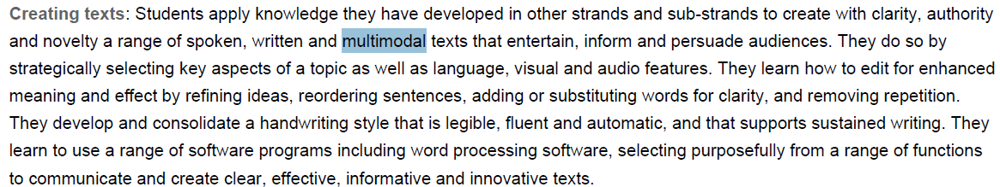 Creating texts: Students apply knowledge they have developed in other strands and sub-strands to create with clarity, authority
and novelty a range of spoken, written and multimodal texts that entertain, inform and persuade audiences. They do so by
strategically selecting key aspects of a topic as well as language, visual and audio features. They learn how to edit for enhanced
meaning and effect by refining ideas, reordering sentences, adding or substituting words for clarity, and removing repetition.
They develop and consolidate a handwriting style that is legible, fluent and automatic, and that supports sustained writing. They
learn to use a range of software programs including word processing software, selecting purposefully from a range of functions
to communicate and create clear, effective, informative and innovative texts.